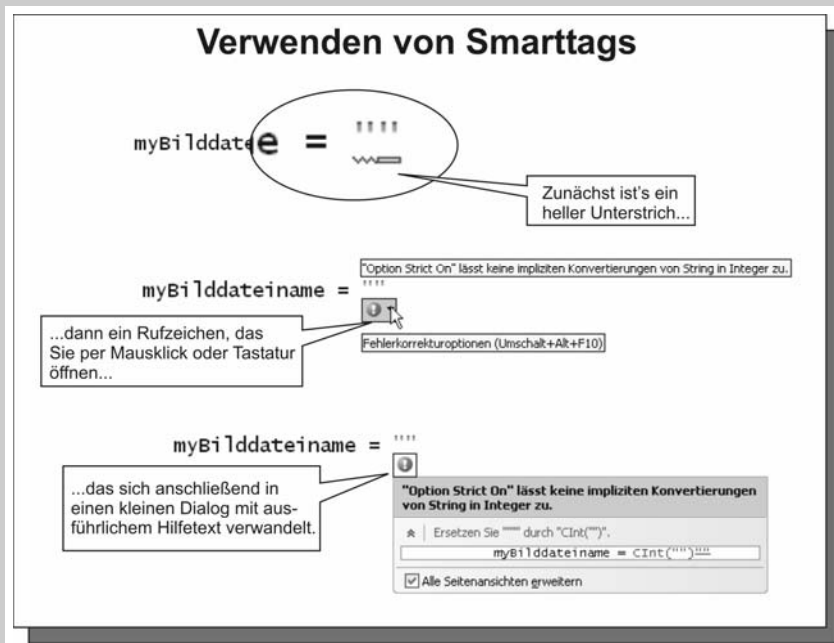 Verwenden von Smarttags
myBilddateie = """"
Zunächst ist's ein
heller Unterstrich...
"Option Strict On" lässt keine impliziten Konvertierungen von String in Integer zu.
myBilddateiname = """"
...dann ein Rufzeichen, das
Sie per Mausklick oder Tastatur
öffnen...
Fehlerkorrekturoptionen (Umschalt+Alt+F10)
myBilddateiname = """"
...das sich anschließend in
einen kleinen Dialog mit aus-
führlichem Hilfetext verwandelt.
"Option Strict On" lässt keine impliziten Konvertierungen
von String in Integer zu.
Ersetzen Sie """" durch "CInt("")".
myBilddateiname = CInt("")""
Alle Seitenansichten erweitern